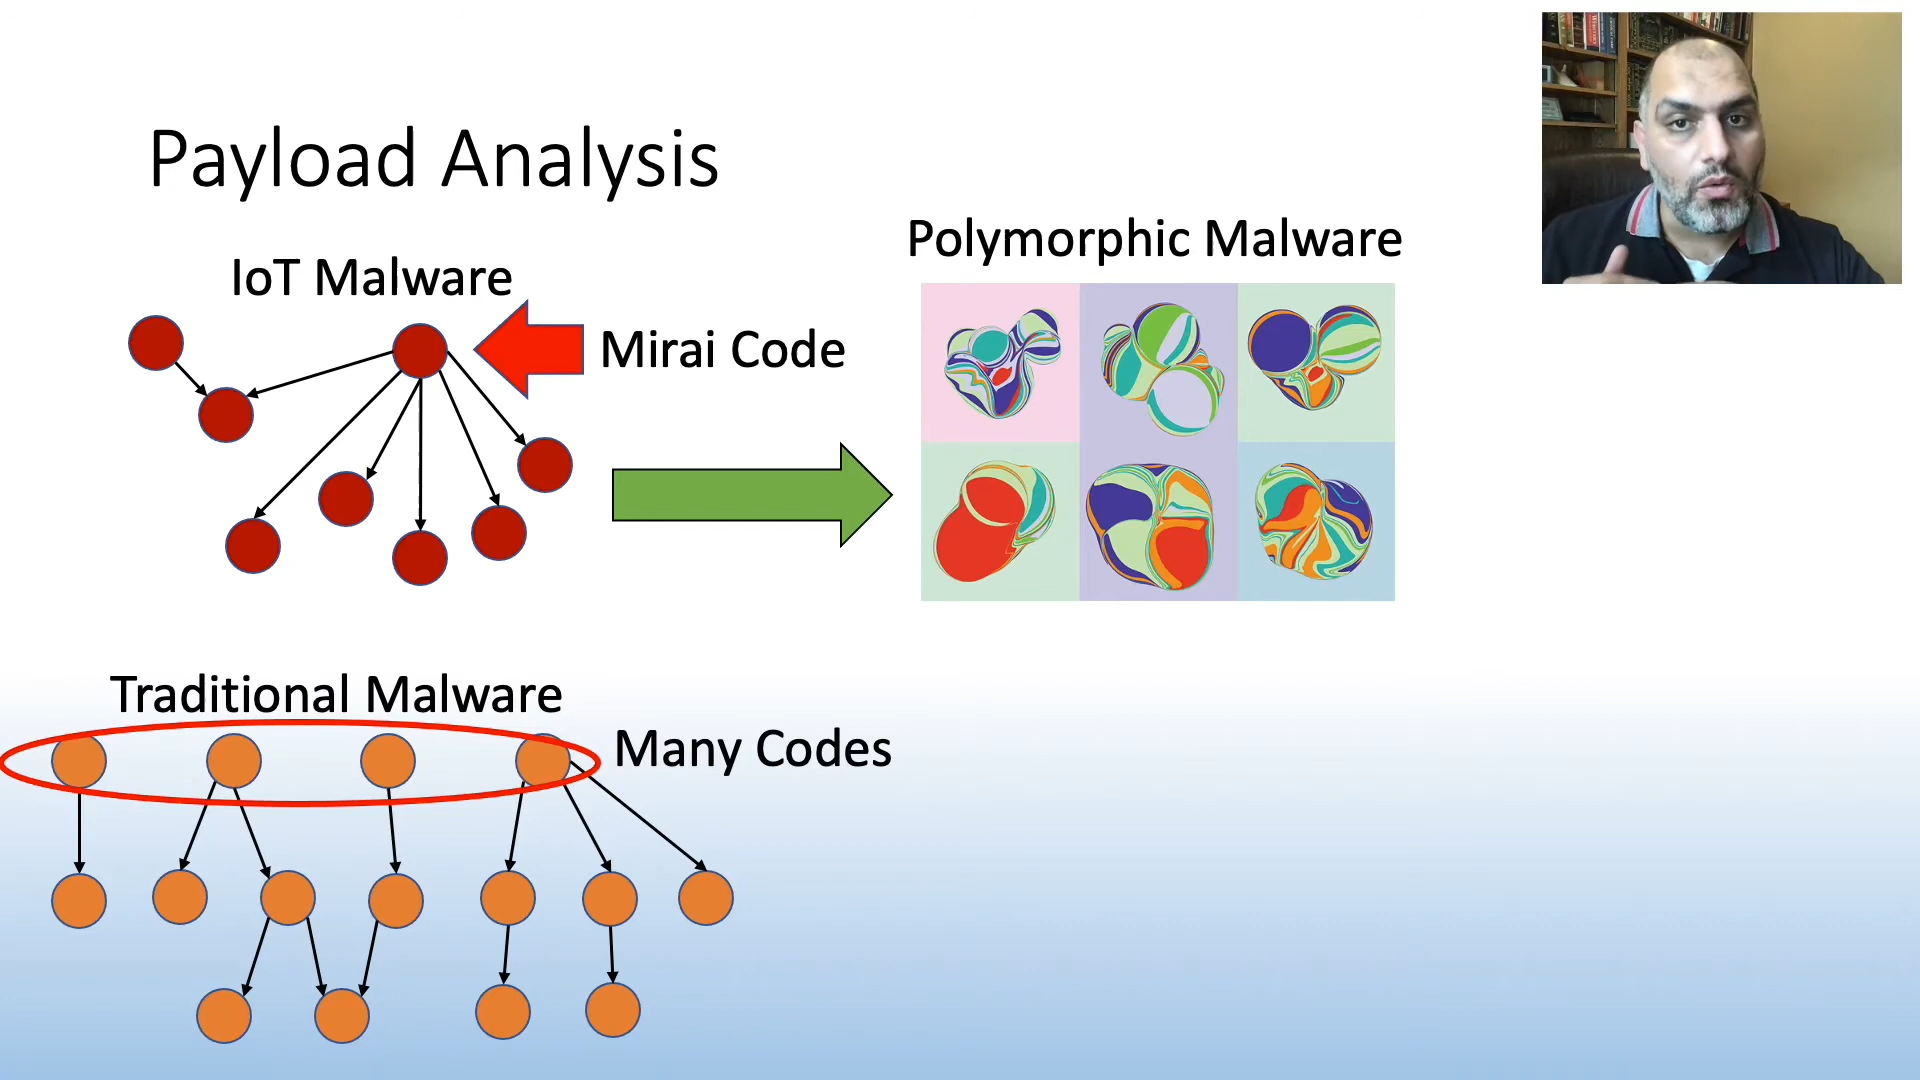 Payload Analysis
Polymorphic Malware
IoT Malware
Mirai Code
Traditional Malware
Many Codes